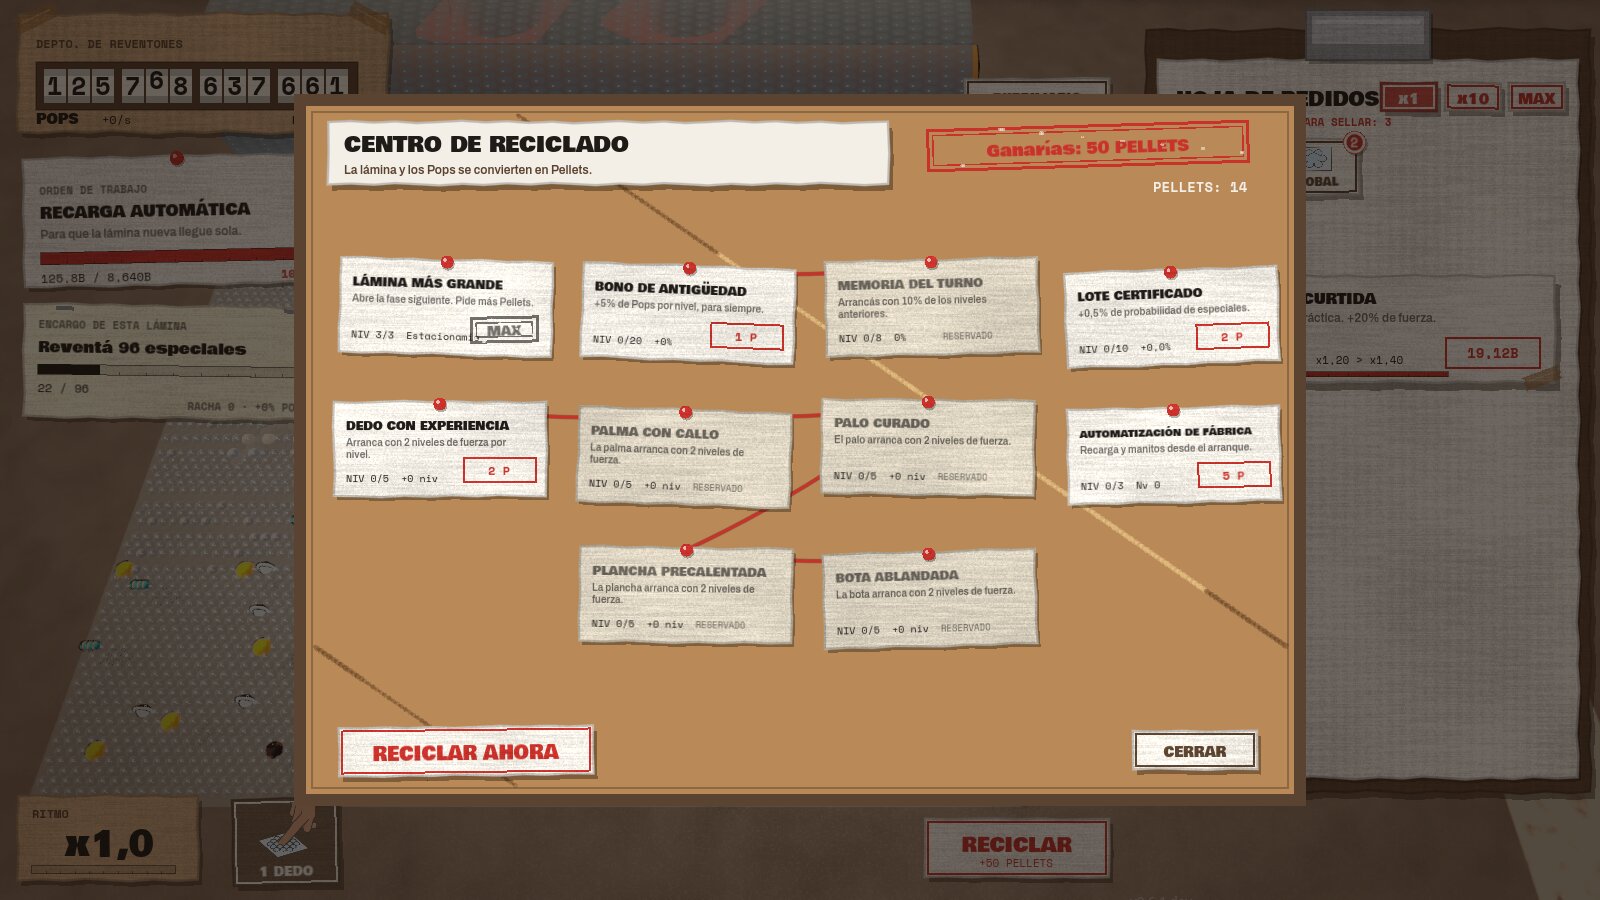 DEPTO. DE REVENTONES
125 768 637 661
POPS +0/s
ORDEN DE TRABAJO
RECARGA AUTOMÁTICA
Para que la lámina nueva llegue sola.
125.8B / 8,640B
ENCARGO DE ESTA LÁMINA
Reventá 96 especiales
22 / 96
RACHA 0 · +0% PO
RITMO
x1,0
1 DEDO
CENTRO DE RECICLADO
La lámina y los Pops se convierten en Pellets.
Ganarías: 50 PELLETS
PELLETS: 14
LÁMINA MÁS GRANDE
Abre la fase siguiente. Pide más Pellets.
NIV 3/3 Estacionami
MAX
BONO DE ANTIGÜEDAD
+5% de Pops por nivel, para siempre.
NIV 0/20 +0%
1 P
MEMORIA DEL TURNO
Arrancás con 10% de los niveles
anteriores.
NIV 0/8 0% RESERVADO
LOTE CERTIFICADO
+0,5% de probabilidad de especiales.
NIV 0/10 +0,0%
2 P
DEDO CON EXPERIENCIA
Arranca con 2 niveles de fuerza por
nivel.
NIV 0/5 +0 niv
2 P
PALMA CON CALLO
La palma arranca con 2 niveles de
fuerza.
NIV 0/5 +0 niv RESERVADO
PALO CURADO
El palo arranca con 2 niveles de fuerza.
NIV 0/5 +0 niv RESERVADO
AUTOMATIZACIÓN DE FÁBRICA
Recarga y manitos desde el arranque.
NIV 0/3 Nv 0
5 P
PLANCHA PRECALENTADA
La plancha arranca con 2 niveles de
fuerza.
NIV 0/5 +0 niv RESERVADO
BOTA ABLANDADA
La bota arranca con 2 niveles de fuerza.
NIV 0/5 +0 niv RESERVADO
RECICLAR AHORA
CERRAR
RECICLAR
+50 PELLETS
HOJA DE PEDIDOS
x1
x10
MAX
ARA SELLAR: 3
2
OBAL
CURTIDA
ráctica. +20% de fuerza.
x1,20 > x1,40
19,12B